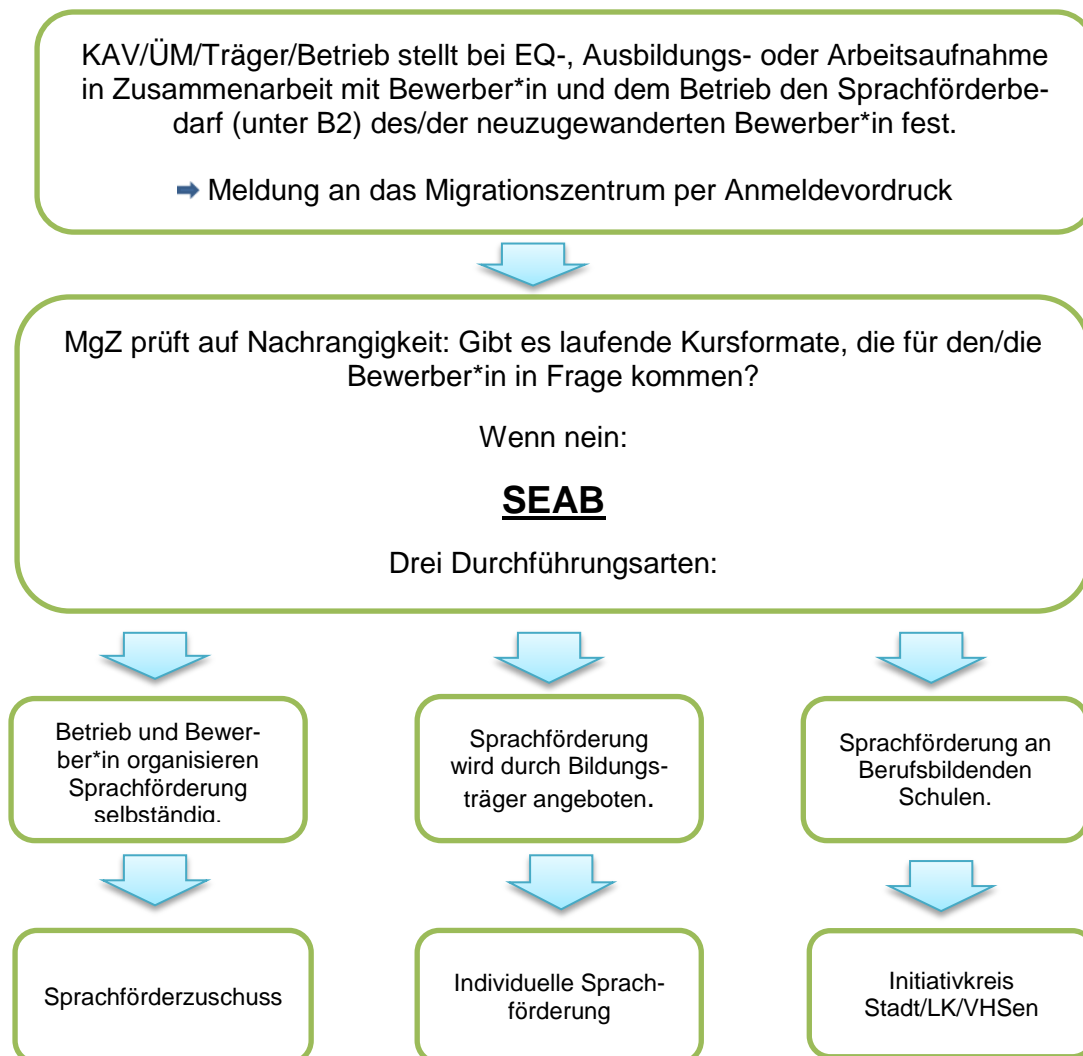 KAV/ÜM/Träger/Betrieb stellt bei EQ-, Ausbildungs- oder Arbeitsaufnahme
in Zusammenarbeit mit Bewerber*in und dem Betrieb den Sprachförderbe-
darf (unter B2) des/der neuzugewanderten Bewerber*in fest.
➡ Meldung an das Migrationszentrum per Anmeldevordruck
MgZ prüft auf Nachrangigkeit: Gibt es laufende Kursformate, die für den/die
Bewerber*in in Frage kommen?
Wenn nein:
SEAB
Drei Durchführungsarten:
Betrieb und Bewer-
ber*in organisieren
Sprachförderung
selbständig.
Sprachförderung
wird durch Bildungs-
träger angeboten.
Sprachförderung an
Berufsbildenden
Schulen.
Sprachförderzuschuss
Individuelle Sprach-
förderung
Initiativkreis
Stadt/LK/VHSen